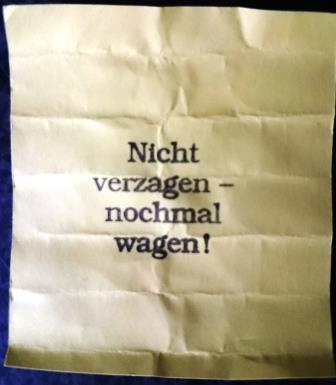 Nicht
verzagen –
nochmal
wagen!